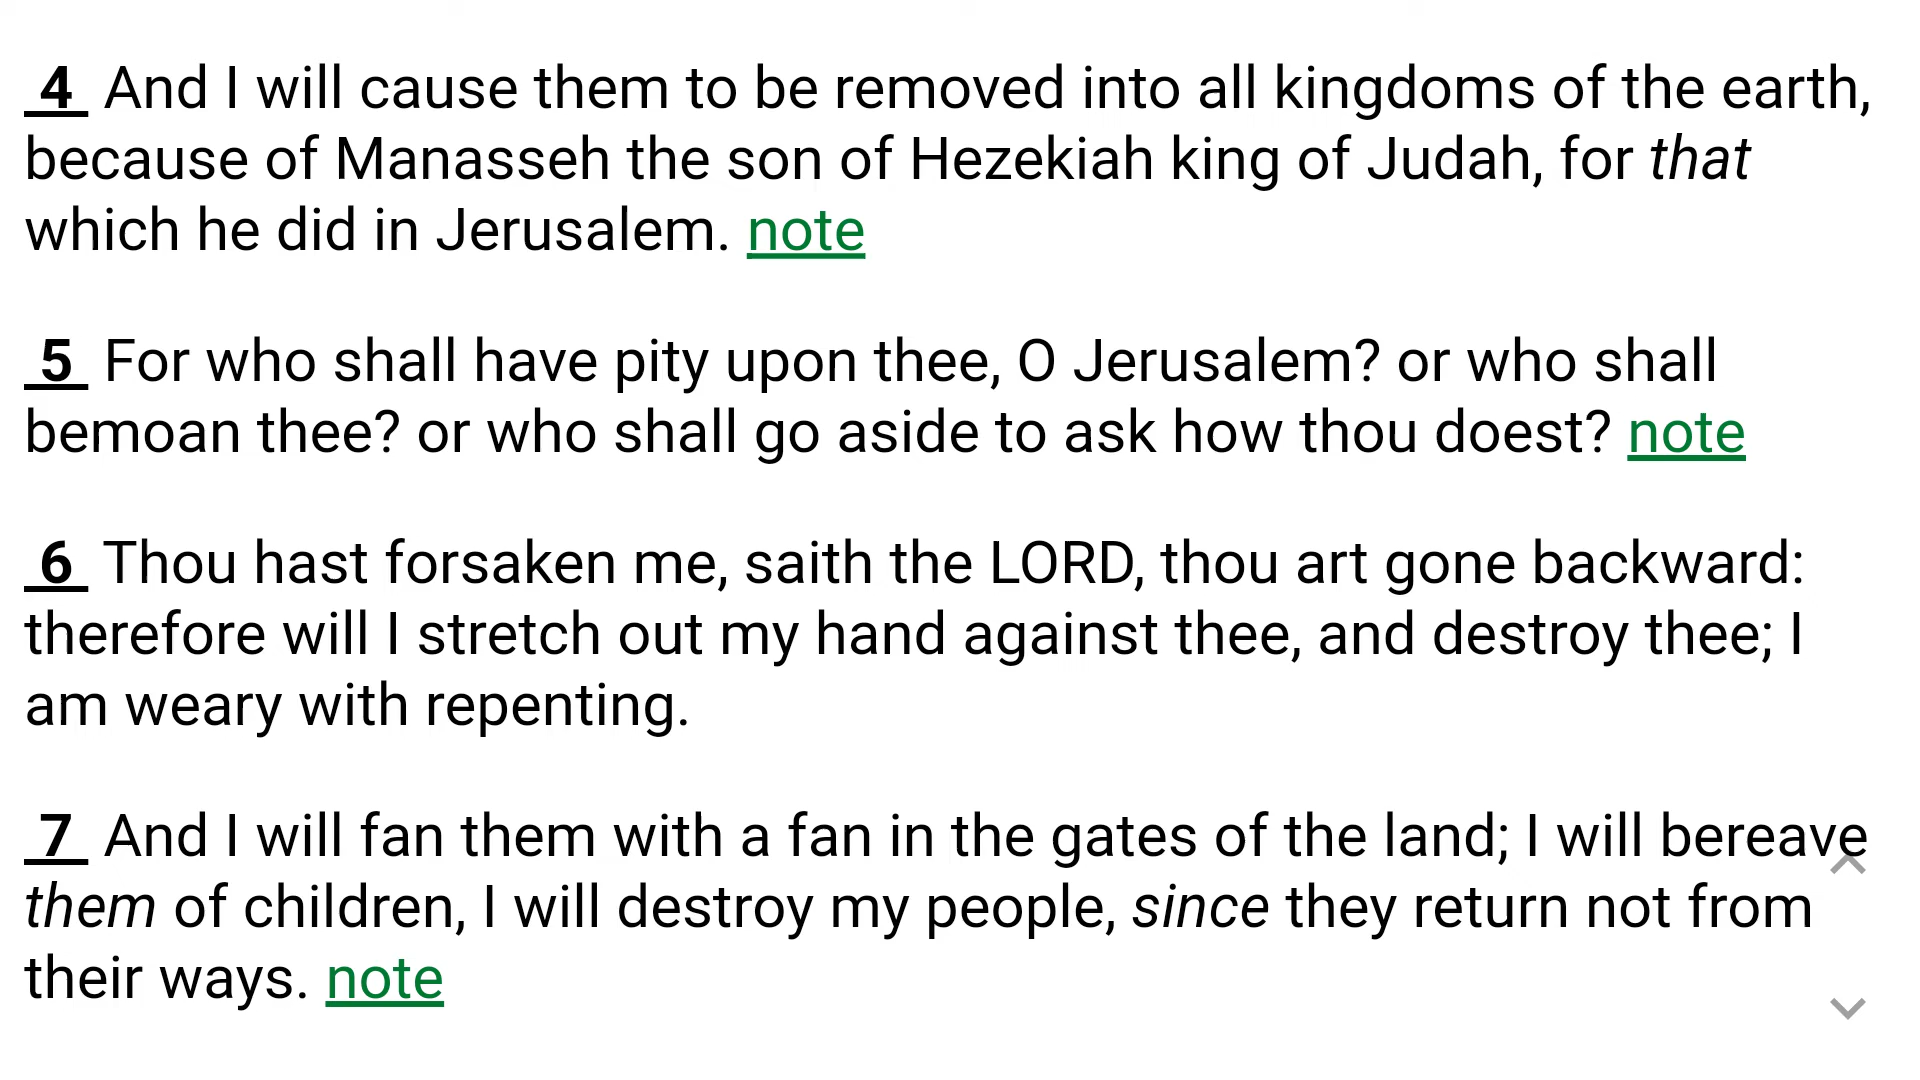 4 And I will cause them to be removed into all kingdoms of the earth,
because of Manasseh the son of Hezekiah king of Judah, for that
which he did in Jerusalem. note
5 For who shall have pity upon thee, O Jerusalem? or who shall
bemoan thee? or who shall go aside to ask how thou doest? note
6 Thou hast forsaken me, saith the LORD, thou art gone backward:
therefore will I stretch out my hand against thee, and destroy thee; I
am weary with repenting.
7 And I will fan them with a fan in the gates of the land; I will bereave
them of children, I will destroy my people, since they return not from
their ways. note